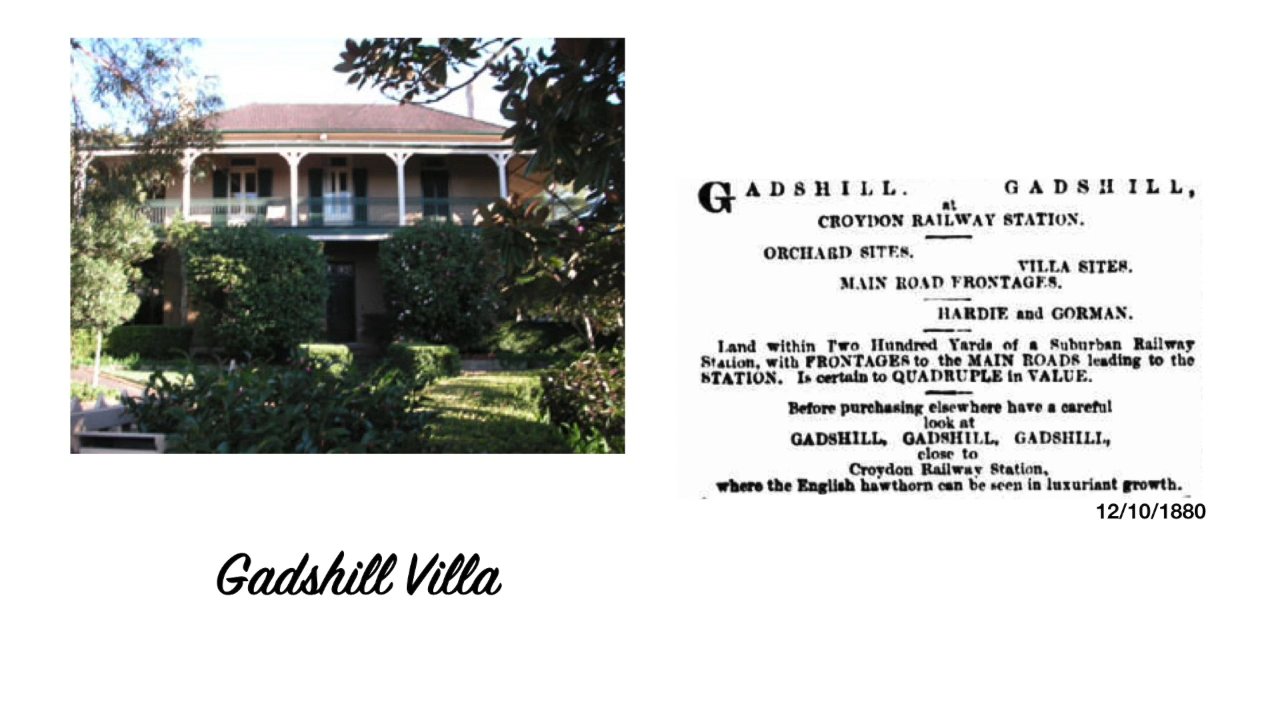 GADSHILL. GADSHILL,
at
CROYDON RAILWAY STATION.
ORCHARD SITES.
VILLA SITES.
MAIN ROAD FRONTAGES.
HARDIE and GORMAN.
Land within Two Hundred Yards of a Suburban Railway
Station, with FRONTAGES to the MAIN ROADS leading to the
STATION. Is certain to QUADRUPLE in VALUE.
Before purchasing elsewhere have a careful
look at
GADSHILL, GADSHILL, GADSHILL,
close to
Croydon Railway Station,
where the English hawthorn can be seen in luxuriant growth.
12/10/1880
Gadshill Villa